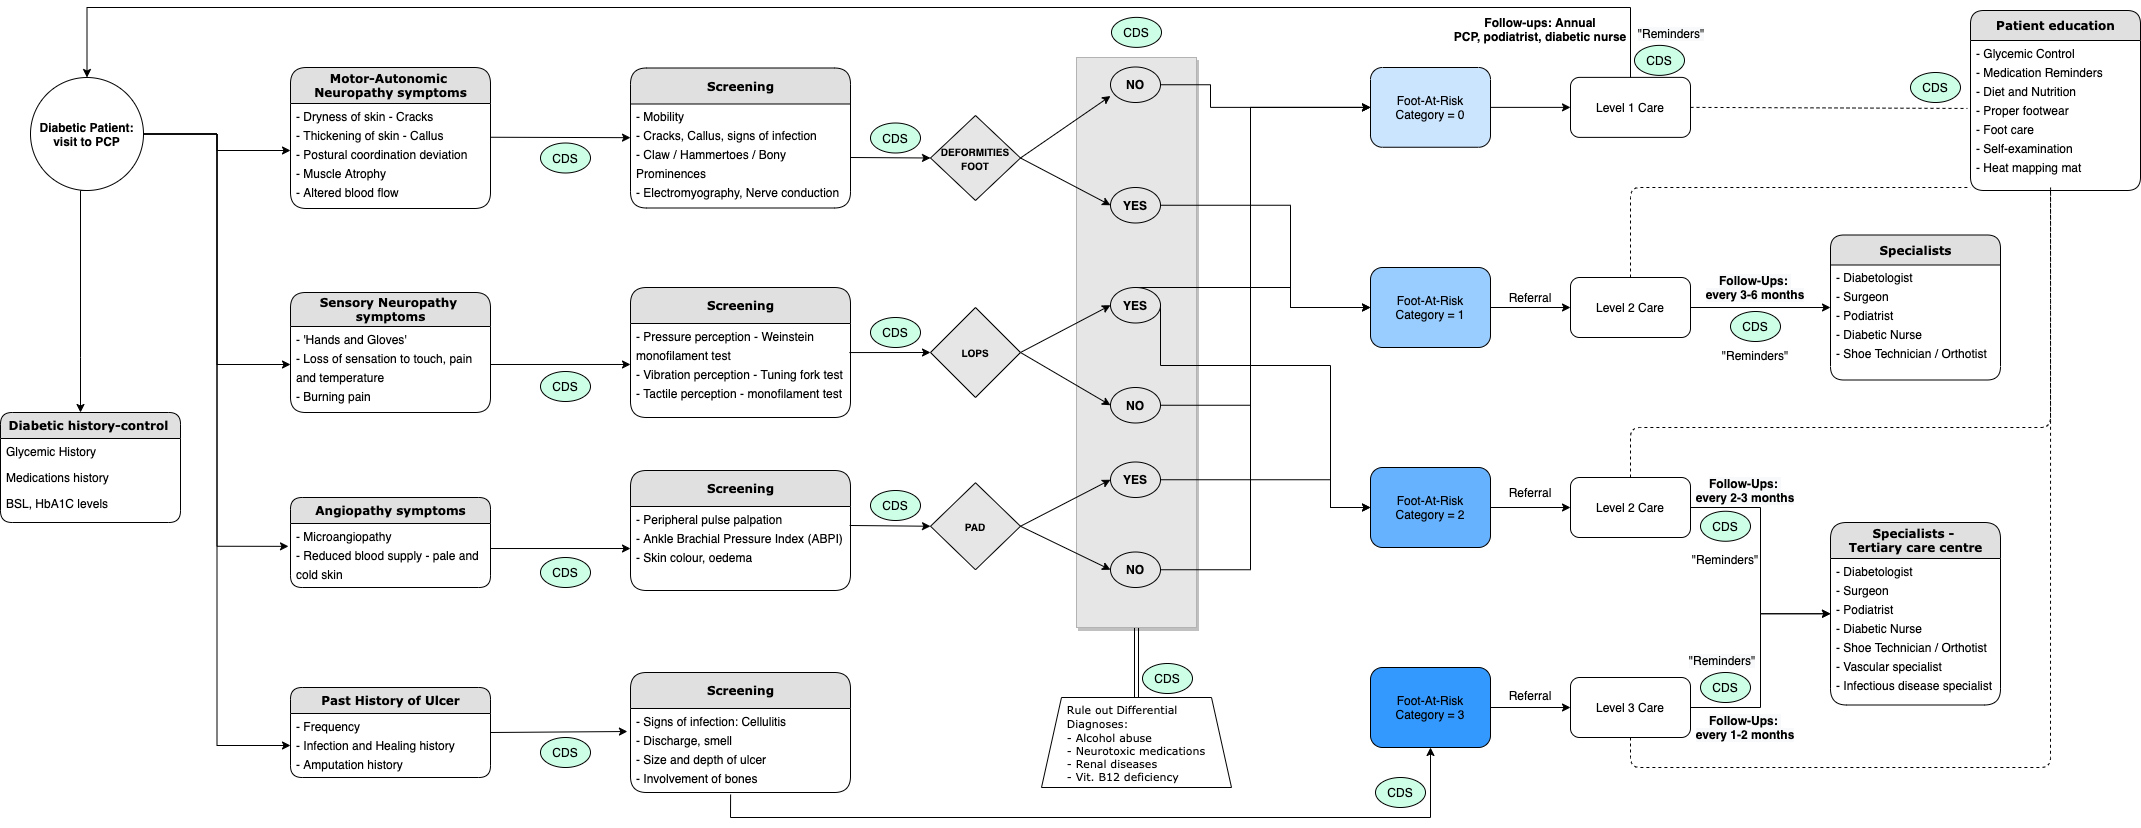 Diabetic Patient:
visit to PCP
Diabetic history-control
Glycemic History
Medications history
BSL, HbA1C levels
Motor-Autonomic
Neuropathy symptoms
- Dryness of skin - Cracks
- Thickening of skin - Callus
- Postural coordination deviation
- Muscle Atrophy
- Altered blood flow
CDS
Screening
- Mobility
- Cracks, Callus, signs of infection
- Claw / Hammertoes / Bony
Prominences
- Electromyography, Nerve conduction
CDS
DEFORMITIES
FOOT
Sensory Neuropathy
symptoms
- 'Hands and Gloves'
- Loss of sensation to touch, pain
and temperature
- Burning pain
CDS
Screening
- Pressure perception - Weinstein
monofilament test
- Vibration perception - Tuning fork test
- Tactile perception - monofilament test
CDS
LOPS
Angiopathy symptoms
- Microangiopathy
- Reduced blood supply - pale and
cold skin
CDS
Screening
- Peripheral pulse palpation
- Ankle Brachial Pressure Index (ABPI)
- Skin colour, oedema
CDS
PAD
Past History of Ulcer
- Frequency
- Infection and Healing history
- Amputation history
CDS
Screening
- Signs of infection: Cellulitis
- Discharge, smell
- Size and depth of ulcer
- Involvement of bones
CDS
NO
YES
YES
NO
YES
NO
CDS
Rule out Differential
Diagnoses:
- Alcohol abuse
- Neurotoxic medications
- Renal diseases
- Vit. B12 deficiency
Foot-At-Risk
Category = 0
Level 1 Care
Follow-ups: Annual
PCP, podiatrist, diabetic nurse
"Reminders"
CDS
CDS
Patient education
- Glycemic Control
- Medication Reminders
- Diet and Nutrition
- Proper footwear
- Foot care
- Self-examination
- Heat mapping mat
Foot-At-Risk
Category = 1
Referral
Level 2 Care
Follow-Ups:
every 3-6 months
CDS
"Reminders"
Specialists
- Diabetologist
- Surgeon
- Podiatrist
- Diabetic Nurse
- Shoe Technician / Orthotist
Foot-At-Risk
Category = 2
Referral
Level 2 Care
Follow-Ups:
every 2-3 months
CDS
"Reminders"
Specialists -
Tertiary care centre
- Diabetologist
- Surgeon
- Podiatrist
- Diabetic Nurse
- Shoe Technician / Orthotist
- Vascular specialist
- Infectious disease specialist
Foot-At-Risk
Category = 3
Referral
Level 3 Care
"Reminders"
CDS
Follow-Ups:
every 1-2 months
CDS